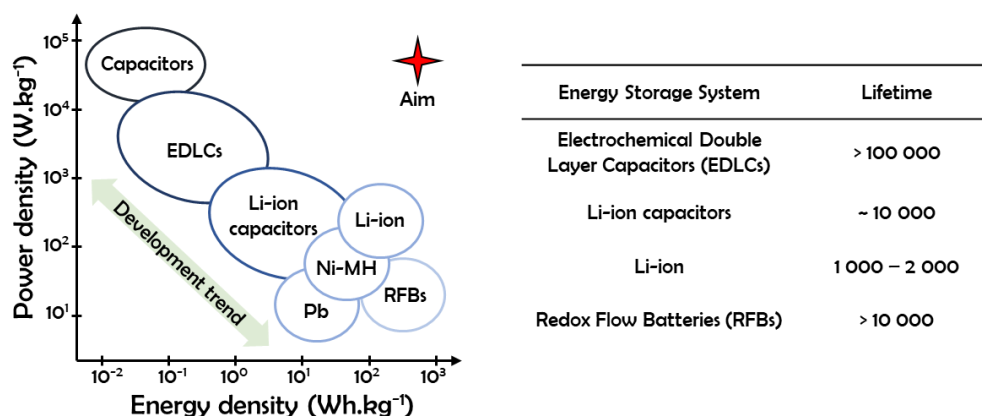 Power density (W.kg⁻¹)
10⁵
10⁴
10³
10²
10¹
Capacitors
Aim
EDLCs
Li-ion
capacitors
Li-ion
Ni-MH
Pb
RFBs
Development trend
10⁻²
10⁻¹
10⁰
10¹
10²
10³
Energy density (Wh.kg⁻¹)
Energy Storage System Lifetime
Electrochemical Double
Layer Capacitors (EDLCs)
> 100 000
Li-ion capacitors ~ 10 000
Li-ion 1 000 – 2 000
Redox Flow Batteries (RFBs) > 10 000